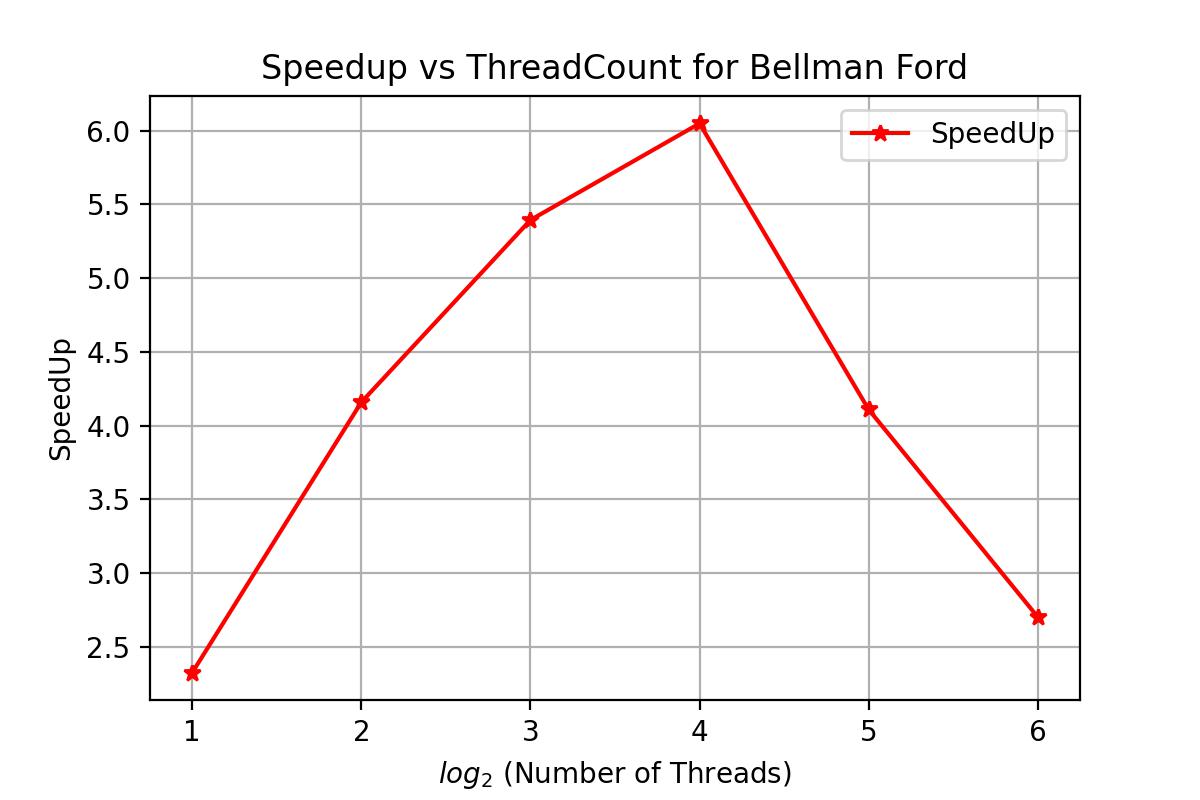 Speedup vs ThreadCount for Bellman Ford
SpeedUp
6.0
5.5
5.0
4.5
4.0
3.5
3.0
2.5
SpeedUp
1 2 3 4 5 6
log₂ (Number of Threads)